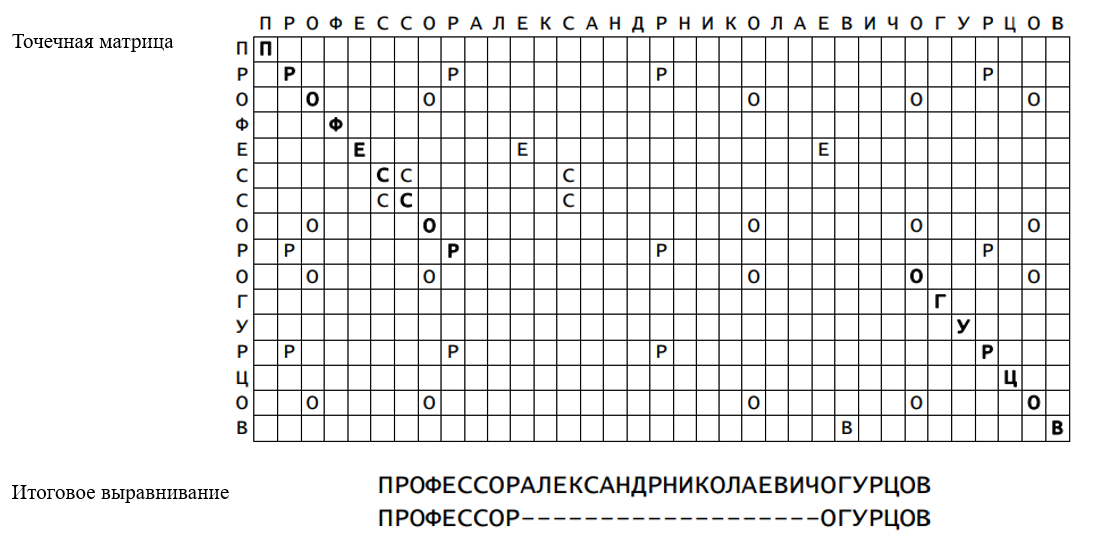 П Р О Ф Е С С О Р А Л Е К С А Н Д Р Н И К О Л А Е В И Ч О Г У Р Ц О В
Точечная матрица
П П
Р Р Р Р Р
О О О О О О
Ф Ф
Е Е Е Е
С С С С
С С С С
О О О О О О
Р Р Р Р Р
О О О О О О
Г Г
У У
Р Р Р Р Р
Ц Ц
О О О О О О
В В В
Итоговое выравнивание
ПРОФЕССОРАЛЕКСАНДРНИКОЛАЕВИЧОГУРЦОВ
ПРОФЕССОР-------------------ОГУРЦОВ